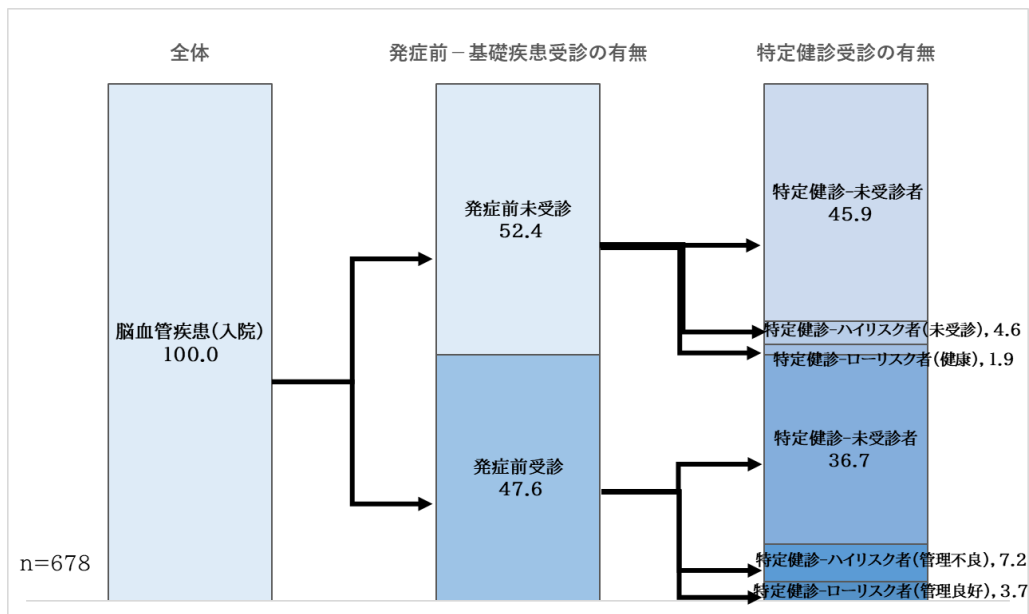 全体
発症前－基礎疾患受診の有無
特定健診受診の有無
脳血管疾患(入院)
100.0
発症前未受診
52.4
発症前受診
47.6
特定健診-未受診者
45.9
特定健診-ハイリスク者(未受診), 4.6
特定健診-ローリスク者(健康), 1.9
特定健診-未受診者
36.7
特定健診-ハイリスク者(管理不良), 7.2
特定健診-ローリスク者(管理良好), 3.7
n=678